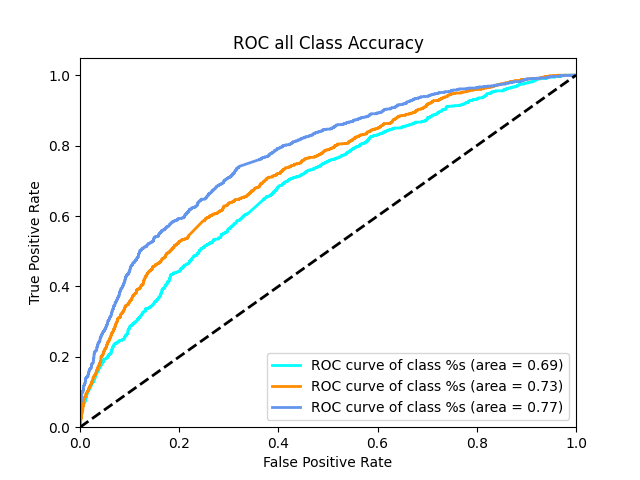 ROC all Class Accuracy
True Positive Rate
1.0
0.8
0.6
0.4
0.2
0.0
ROC curve of class %s (area = 0.69)
ROC curve of class %s (area = 0.73)
ROC curve of class %s (area = 0.77)
0.0 0.2 0.4 0.6 0.8 1.0
False Positive Rate